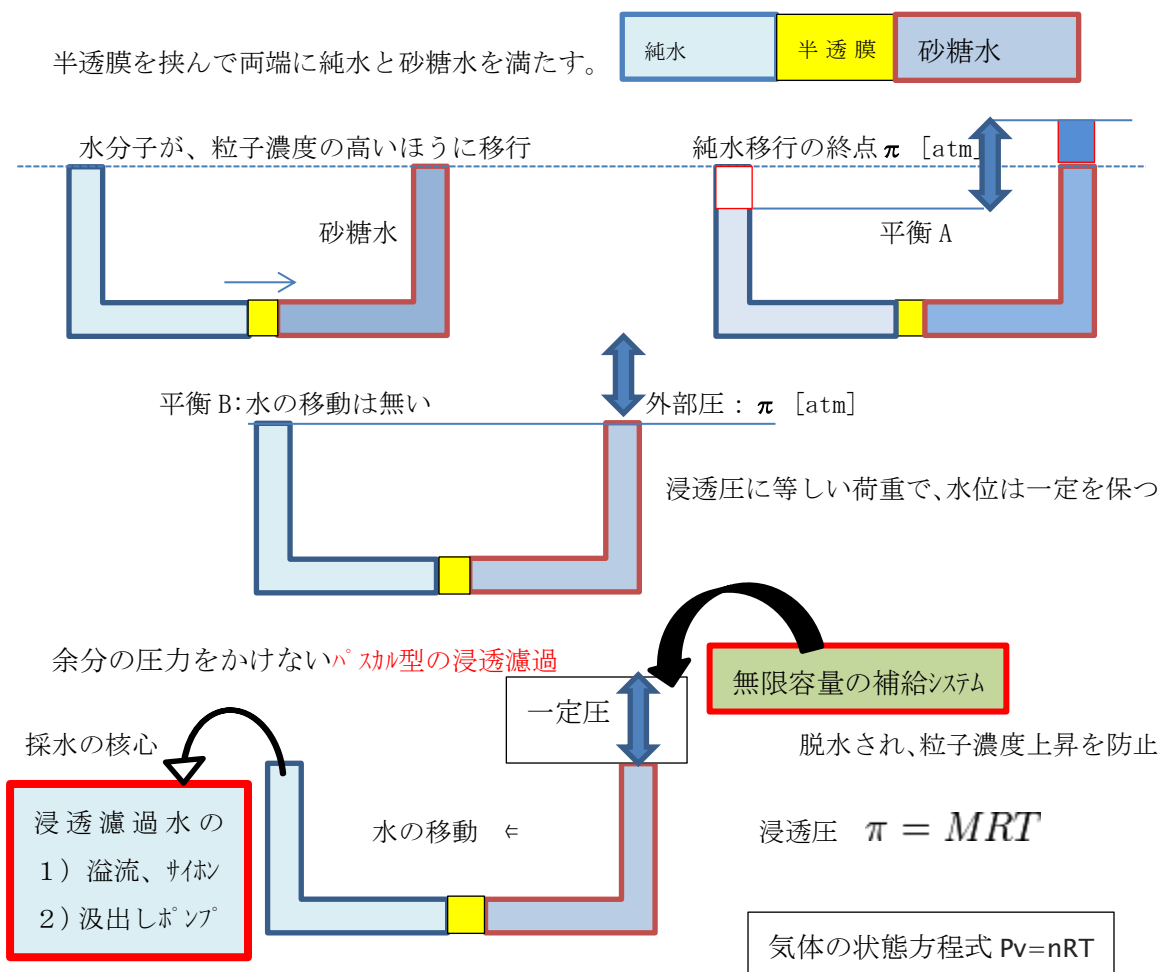 半透膜を挟んで両端に純水と砂糖水を満たす。
純水 半透膜 砂糖水
水分子が、粒子濃度の高いほうに移行
純水移行の終点π [atm]
砂糖水
平衡 A
平衡 B:水の移動は無い
外部圧：π [atm]
浸透圧に等しい荷重で、水位は一定を保つ
余分の圧力をかけないﾊﾟｽｶﾙ型の浸透濾過
無限容量の補給ｼｽﾃﾑ
一定圧
採水の核心
脱水され、粒子濃度上昇を防止
浸透濾過水の
１）溢流、ｻｲﾎﾝ
２）汲出しﾎﾟﾝﾌﾟ
水の移動 ⇐
浸透圧 π = MRT
気体の状態方程式 Pv=nRT